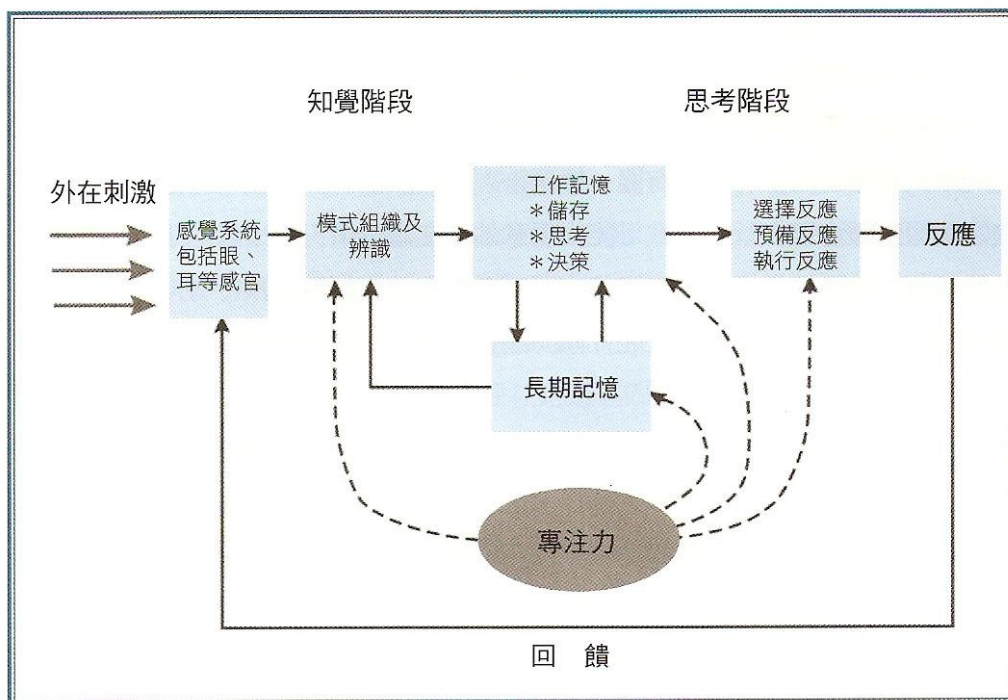 知覺階段
思考階段
外在刺激
感覺系統
包括眼、
耳等感官
模式組織及
辨識
工作記憶
＊儲存
＊思考
＊決策
選擇反應
預備反應
執行反應
反應
長期記憶
專注力
回 饋